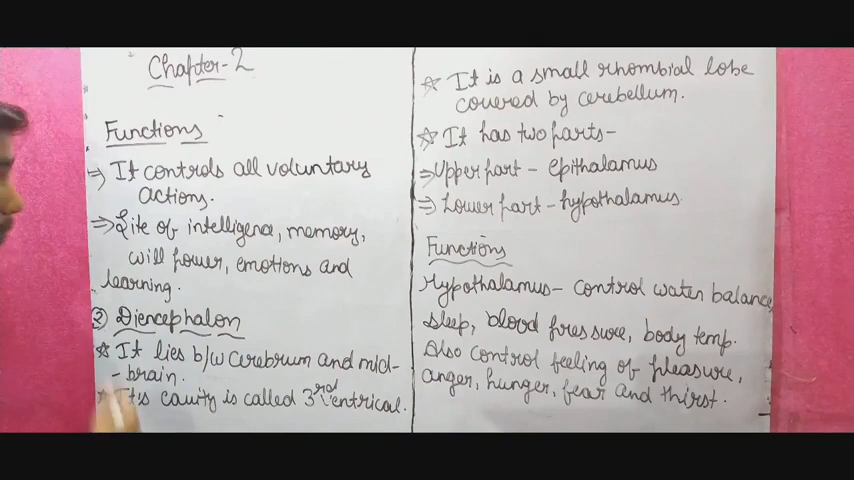 Chapter-2
Functions
⇒ It controls all voluntary
actions.
⇒ Site of intelligence, memory,
will power, emotions and
learning.
② Diencephalon
☆ It lies b/w cerebrum and mid-
-brain.
It's cavity is called 3rd Ventrical.
☆ It is a small rhombial lobe
covered by cerebellum.
☆ It has two parts-
⇒ Upper part - epithalamus
⇒ Lower part - hypothalamus
Functions
Hypothalamus- control water balance,
sleep, blood pressure, body temp.
Also control feeling of pleasure,
anger, hunger, fear and thirst.